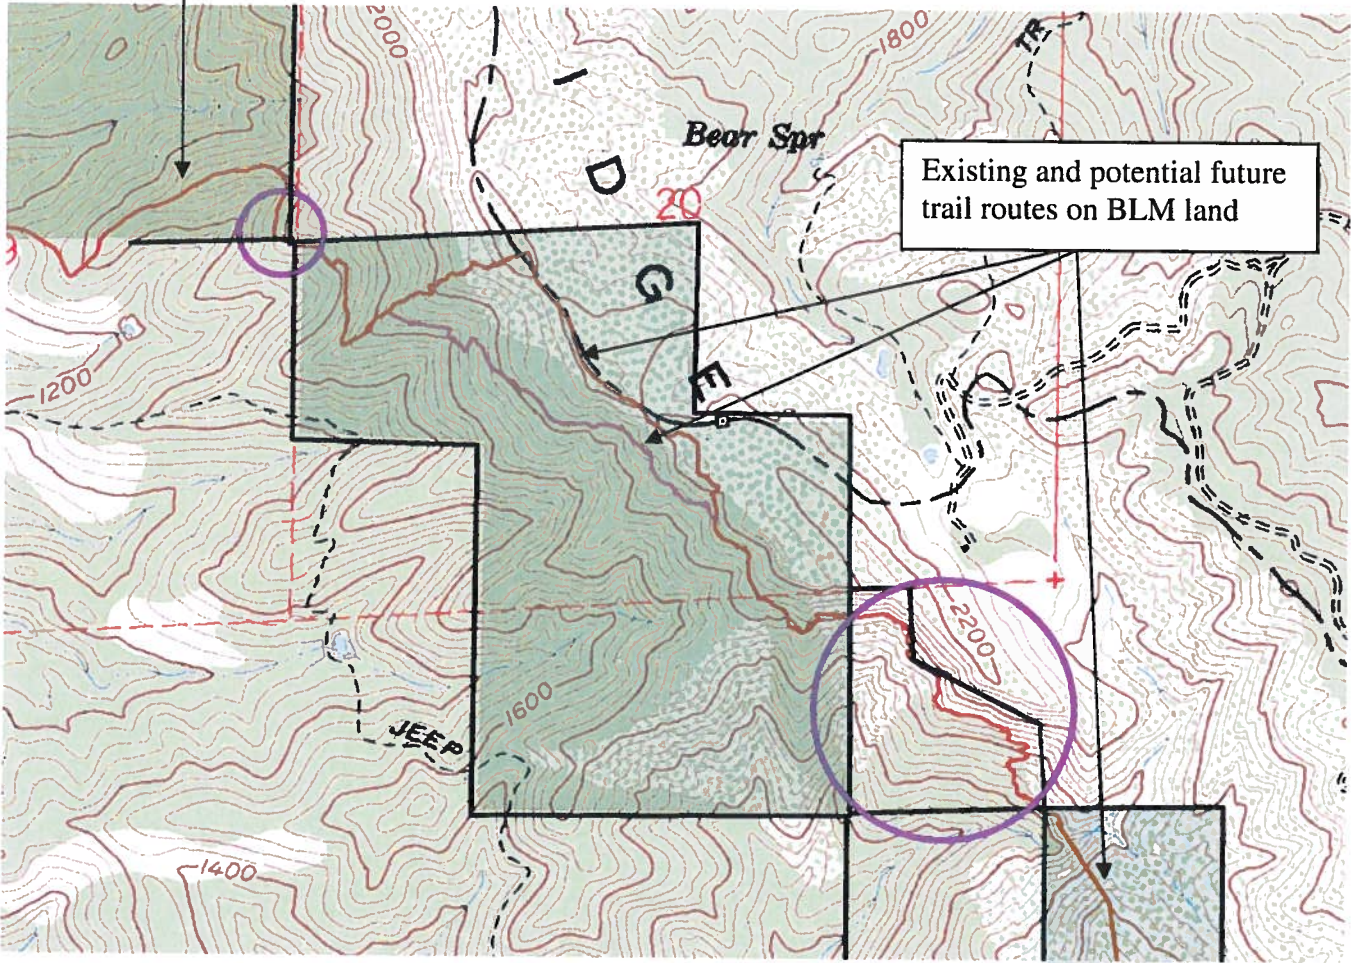 2000
1800
TR
I
Bear Spr
D
Existing and potential future
trail routes on BLM land
20
G
E
1200
2200
1600
JEEP
1400